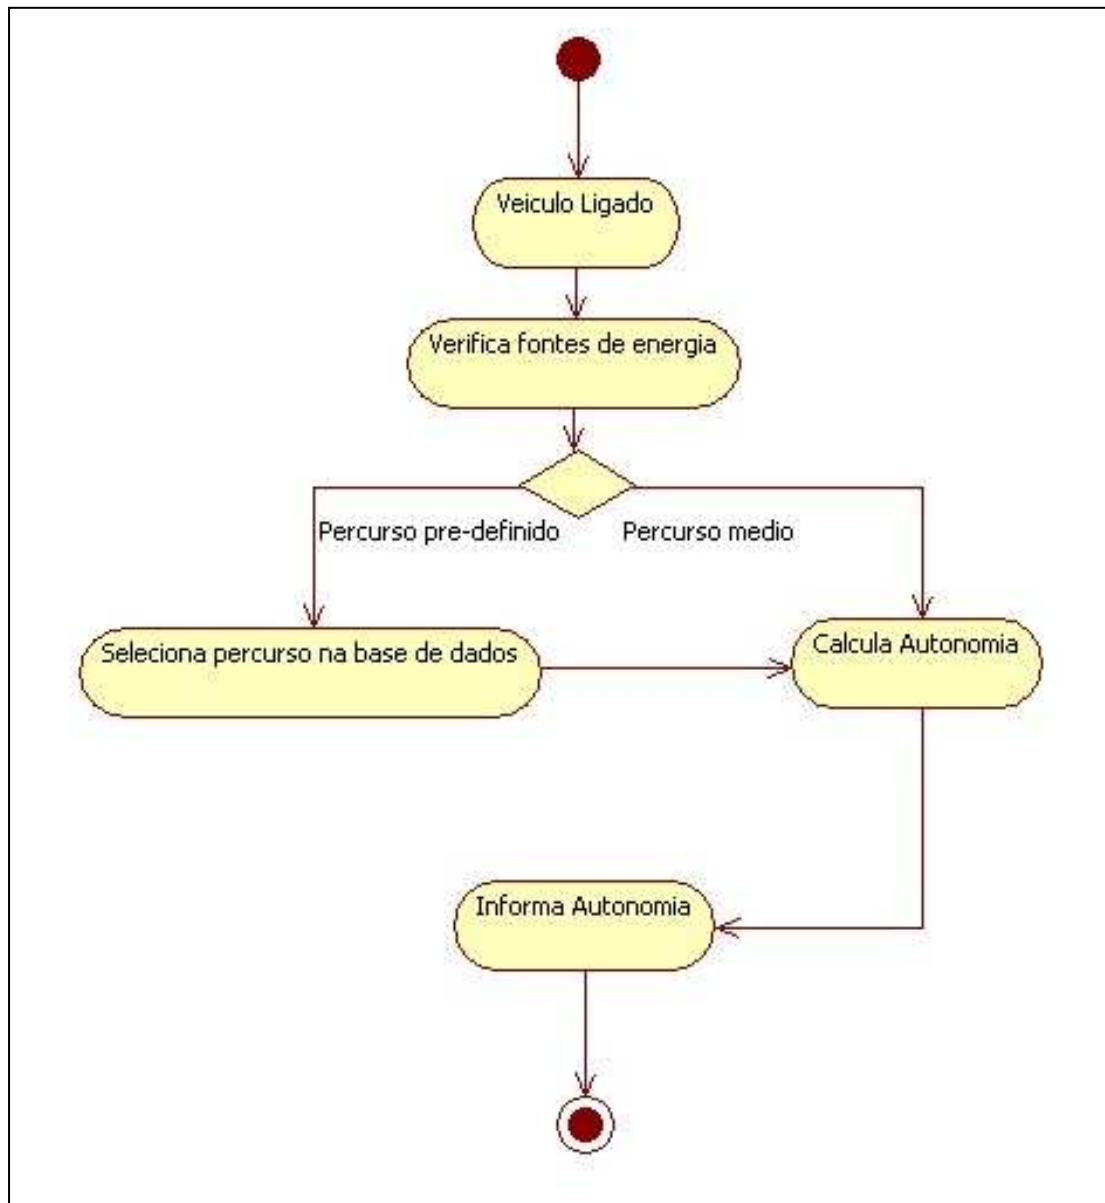 Veiculo Ligado
Verifica fontes de energia
Percurso pre-definido
Percurso medio
Seleciona percurso na base de dados
Calcula Autonomia
Informa Autonomia